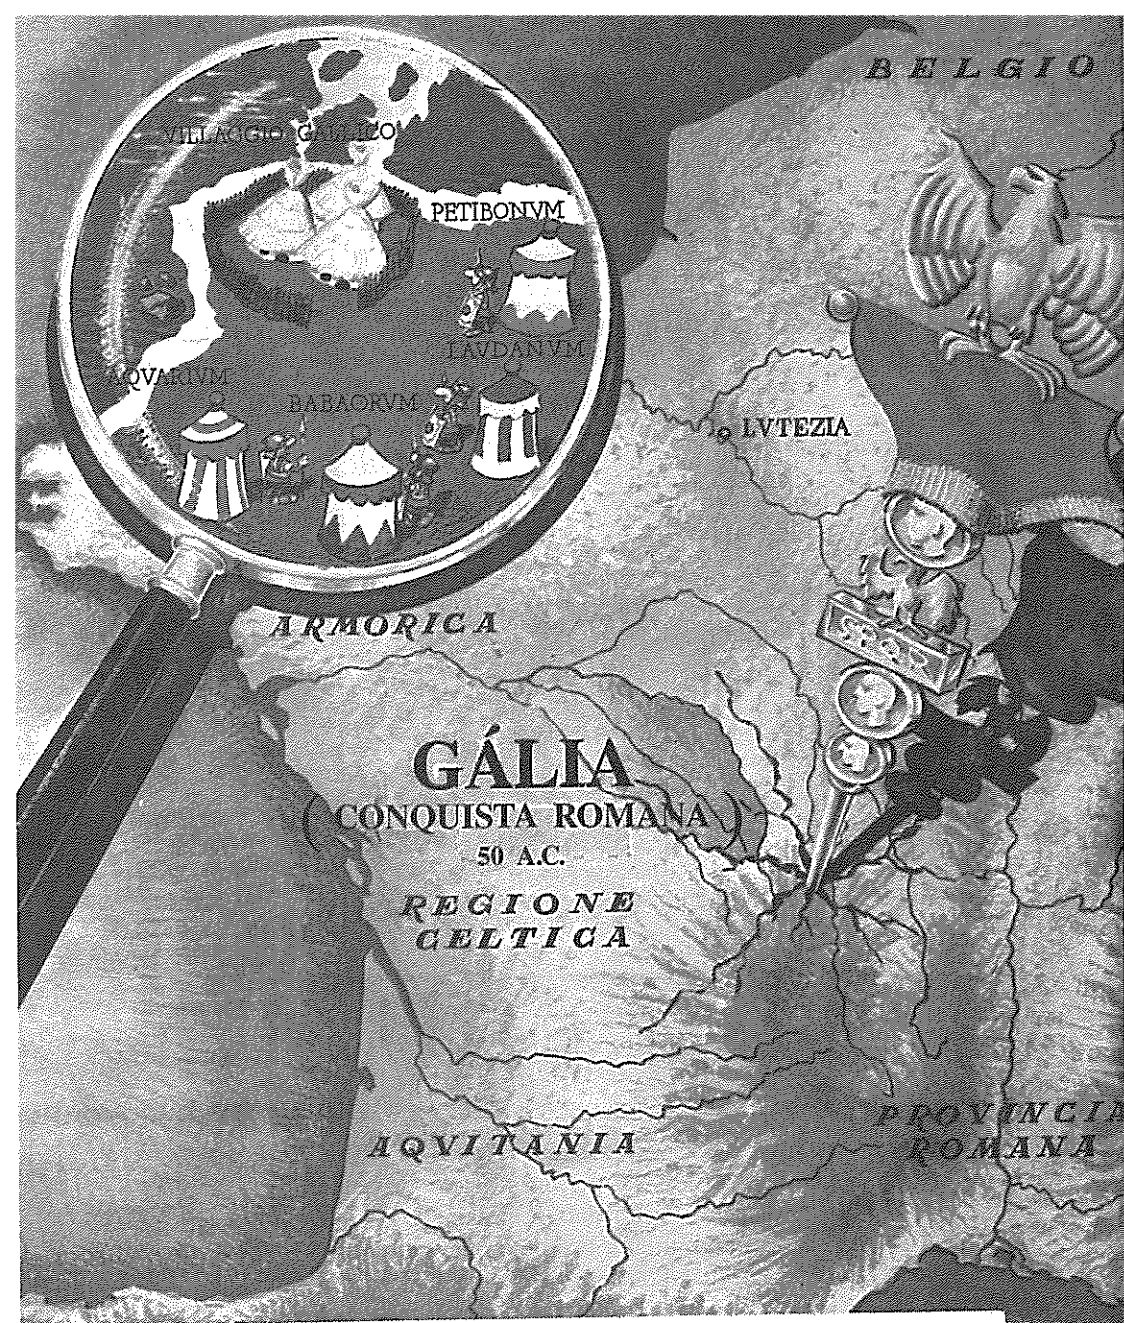 BELGIO
VILLAGGIO GALLICO
PETIBONVM
LAVDANVM
AQVARIVM
BABAORVM
LVTEZIA
ARMORICA
SPQR
GÁLIA
(CONQUISTA ROMANA)
50 A.C.
REGIONE
CELTICA
AQVITANIA
PROVINCIA
ROMANA